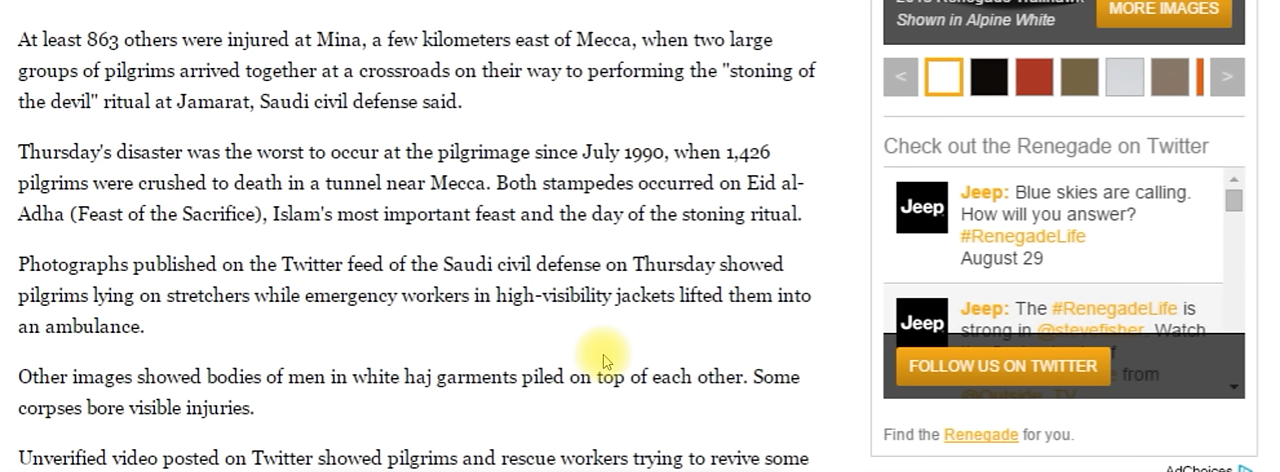 At least 863 others were injured at Mina, a few kilometers east of Mecca, when two large
groups of pilgrims arrived together at a crossroads on their way to performing the "stoning of
the devil" ritual at Jamarat, Saudi civil defense said.
Thursday's disaster was the worst to occur at the pilgrimage since July 1990, when 1,426
pilgrims were crushed to death in a tunnel near Mecca. Both stampedes occurred on Eid al-
Adha (Feast of the Sacrifice), Islam's most important feast and the day of the stoning ritual.
Photographs published on the Twitter feed of the Saudi civil defense on Thursday showed
pilgrims lying on stretchers while emergency workers in high-visibility jackets lifted them into
an ambulance.
Other images showed bodies of men in white haj garments piled on top of each other. Some
corpses bore visible injuries.
Unverified video posted on Twitter showed pilgrims and rescue workers trying to revive some
Shown in Alpine White
MORE IMAGES
<
>
Check out the Renegade on Twitter
Jeep
Jeep: Blue skies are calling.
How will you answer?
#RenegadeLife
August 29
Jeep
Jeep: The #RenegadeLife is
strong in @stevefisher. Watch
from
@Outside_TV
FOLLOW US ON TWITTER
Find the Renegade for you.
AdChoices